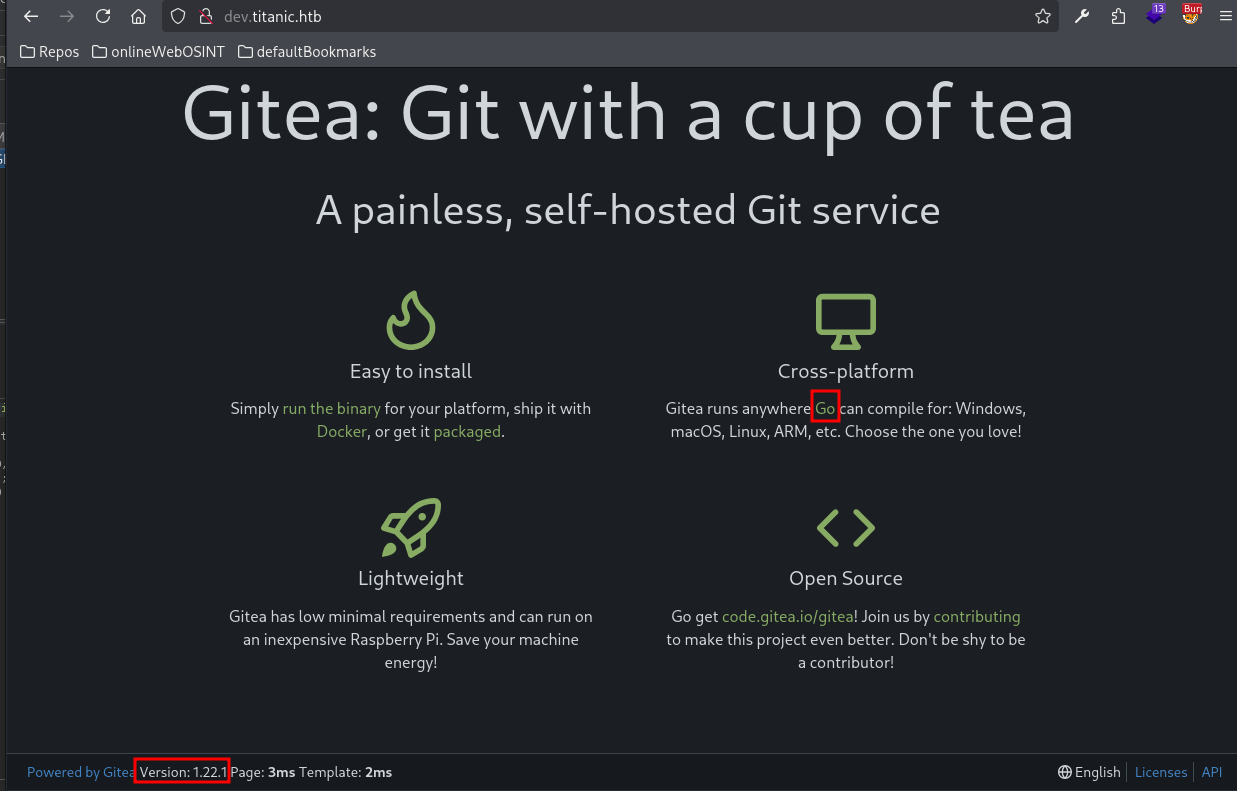 dev.titanic.htb
13
Bur
Repos
onlineWebOSINT
defaultBookmarks
Gitea: Git with a cup of tea
A painless, self-hosted Git service
Easy to install
Simply run the binary for your platform, ship it with
Docker, or get it packaged.
Cross-platform
Gitea runs anywhere Go can compile for: Windows,
macOS, Linux, ARM, etc. Choose the one you love!
Lightweight
Gitea has low minimal requirements and can run on
an inexpensive Raspberry Pi. Save your machine
energy!
Open Source
Go get code.gitea.io/gitea! Join us by contributing
to make this project even better. Don't be shy to be
a contributor!
Powered by Gitea Version: 1.22.1 Page: 3ms Template: 2ms
English
Licenses
API